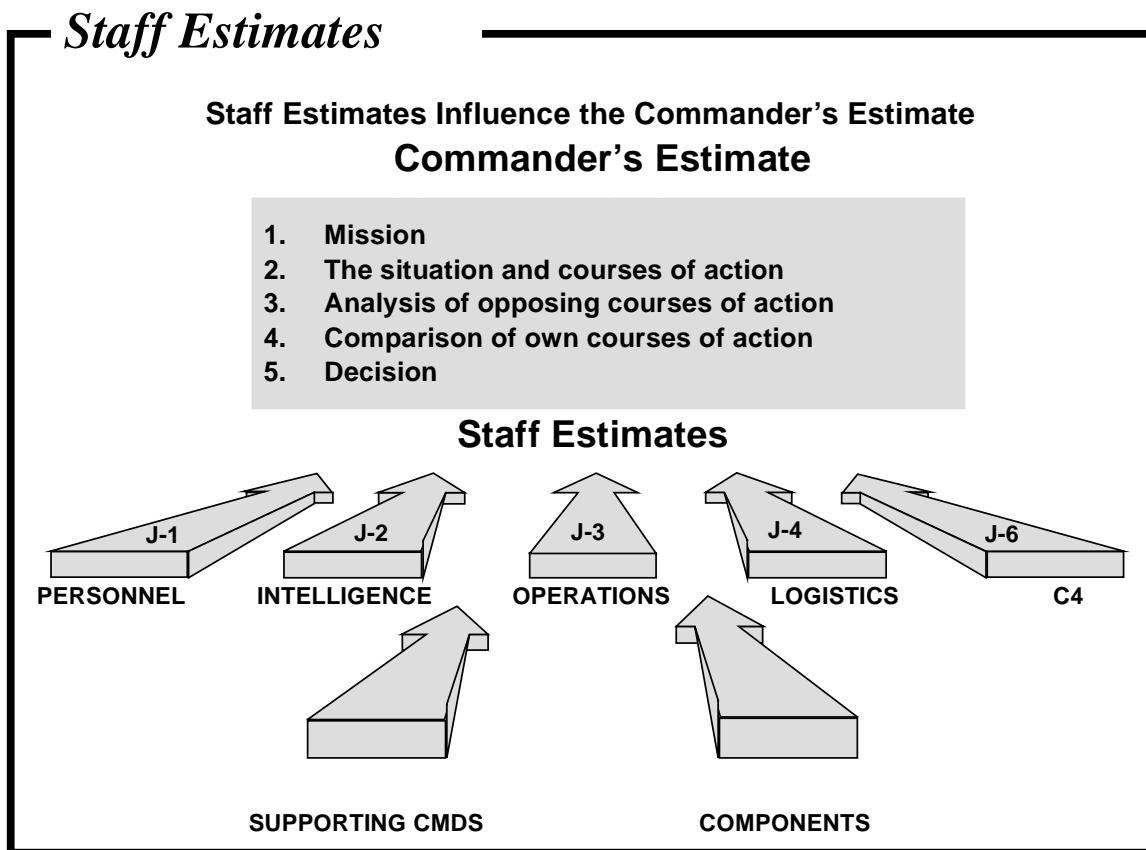 Staff Estimates
Staff Estimates Influence the Commander's Estimate
Commander's Estimate
1. Mission
2. The situation and courses of action
3. Analysis of opposing courses of action
4. Comparison of own courses of action
5. Decision
Staff Estimates
J-1 J-2 J-3 J-4 J-6
PERSONNEL INTELLIGENCE OPERATIONS LOGISTICS C4
SUPPORTING CMDS COMPONENTS